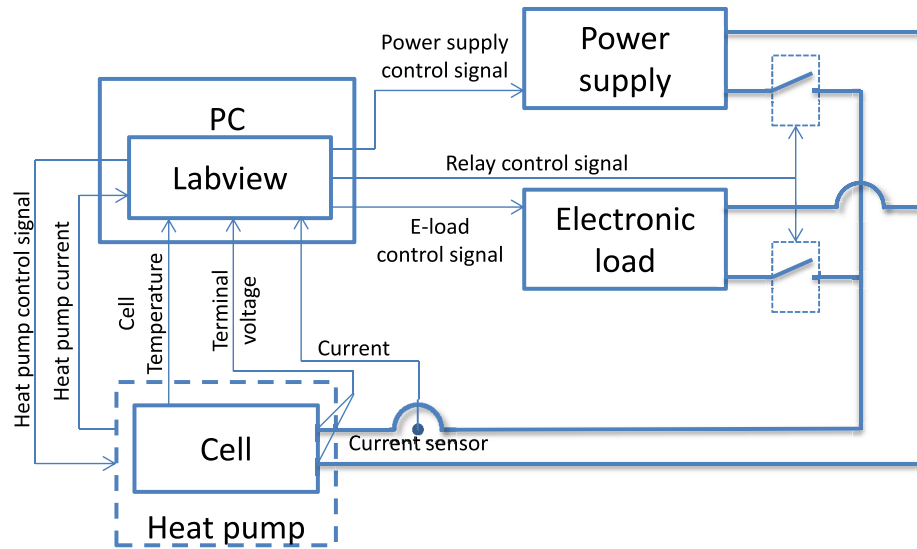 Power supply
control signal
Power
supply
PC
Labview
Relay control signal
E-load
control signal
Electronic
load
Heat pump control signal
Heat pump current
Cell
Temperature
Terminal
voltage
Current
Current sensor
Cell
Heat pump